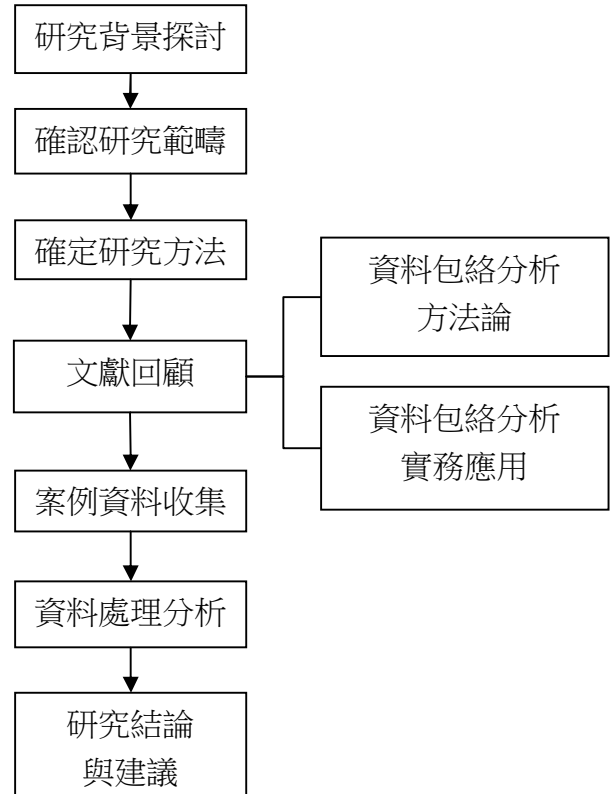 研究背景探討
確認研究範疇
確定研究方法
文獻回顧
資料包絡分析
方法論
資料包絡分析
實務應用
案例資料收集
資料處理分析
研究結論
與建議